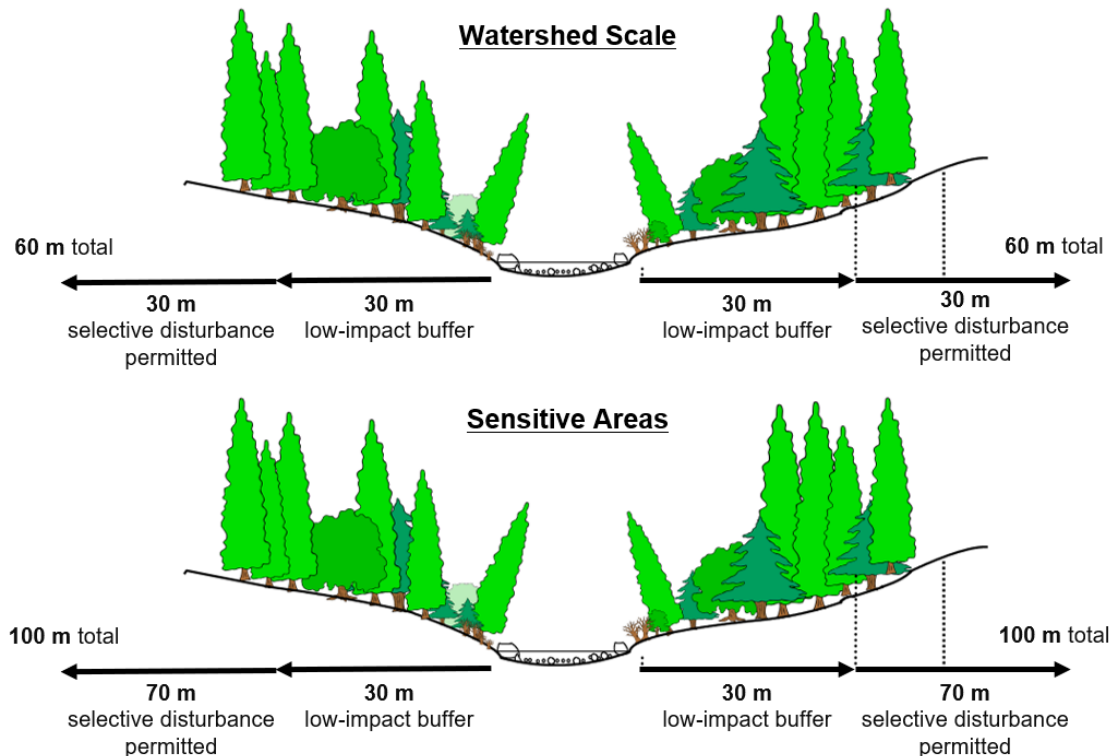 Watershed Scale
60 m total
60 m total
30 m
selective disturbance
permitted
30 m
low-impact buffer
30 m
low-impact buffer
30 m
selective disturbance
permitted
Sensitive Areas
100 m total
100 m total
70 m
selective disturbance
permitted
30 m
low-impact buffer
30 m
low-impact buffer
70 m
selective disturbance
permitted